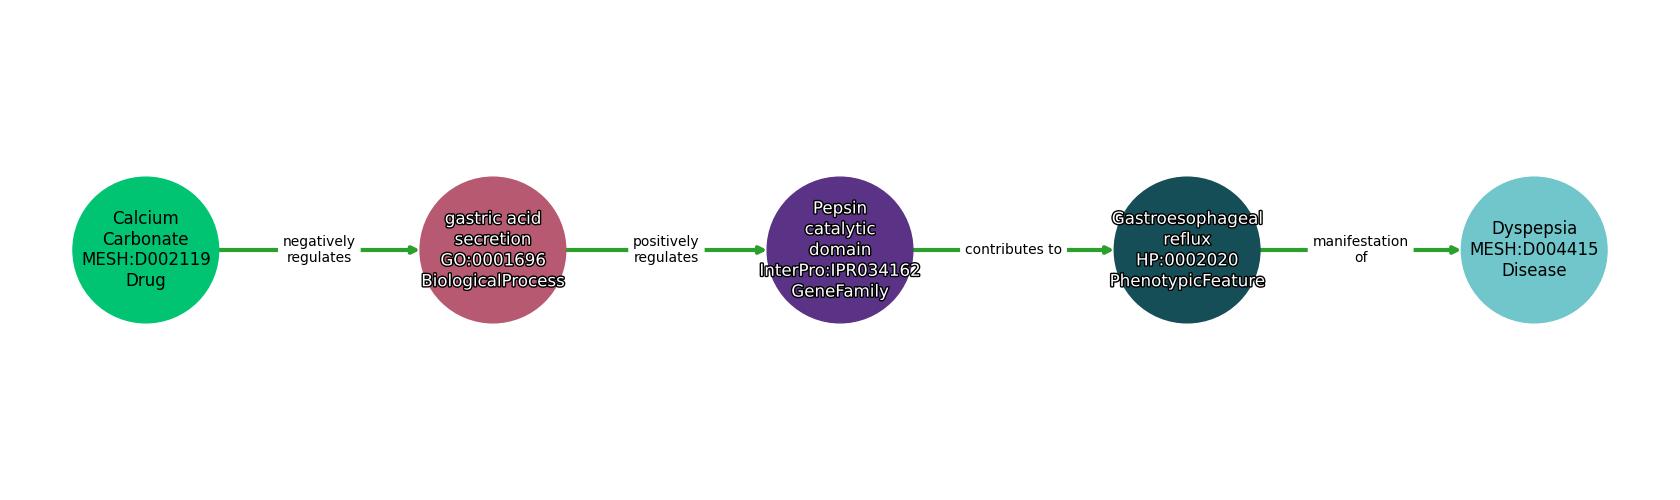 Calcium
Carbonate
MESH:D002119
Drug
negatively
regulates
gastric acid
secretion
GO:0001696
BiologicalProcess
positively
regulates
Pepsin
catalytic
domain
InterPro:IPR034162
GeneFamily
contributes to
Gastroesophageal
reflux
HP:0002020
PhenotypicFeature
manifestation
of
Dyspepsia
MESH:D004415
Disease